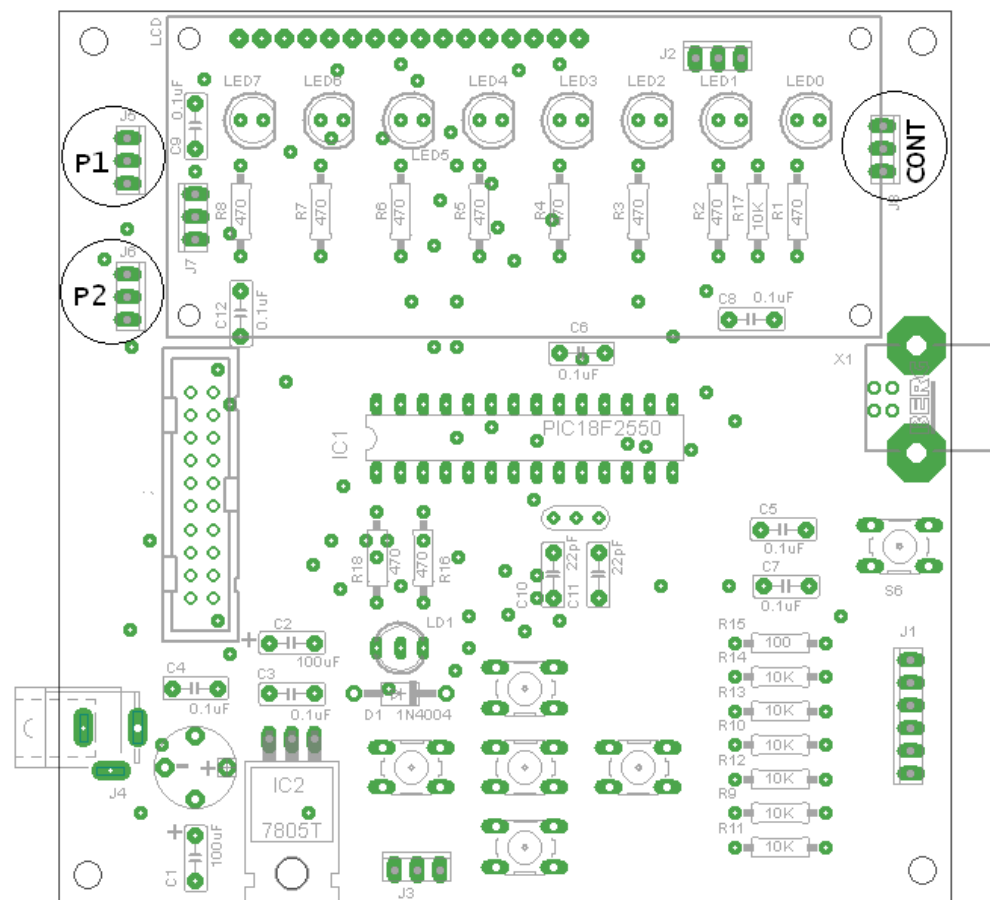 LCD
J2
LED7
LED6
LED5
LED4
LED3
LED2
LED1
LED0
0.1uF
C9
J5
P1
CONT
J8
R8
470
R7
470
R6
470
R5
470
R4
470
R3
470
R2
470
R17
10K
R1
470
J7
J6
P2
C12
0.1uF
C8
0.1uF
C6
0.1uF
X1
BER
IC1
PIC18F2550
R18
470
470
R16
C10
22pF
C11
22pF
C5
0.1uF
C7
0.1uF
S6
LD1
C2
+
100uF
C4
0.1uF
C3
0.1uF
D1
1N4004
R15
100
R14
10K
R13
10K
R10
10K
R12
10K
R9
10K
R11
10K
J1
J4
- +
IC2
7805T
+
100uF
C1
J3